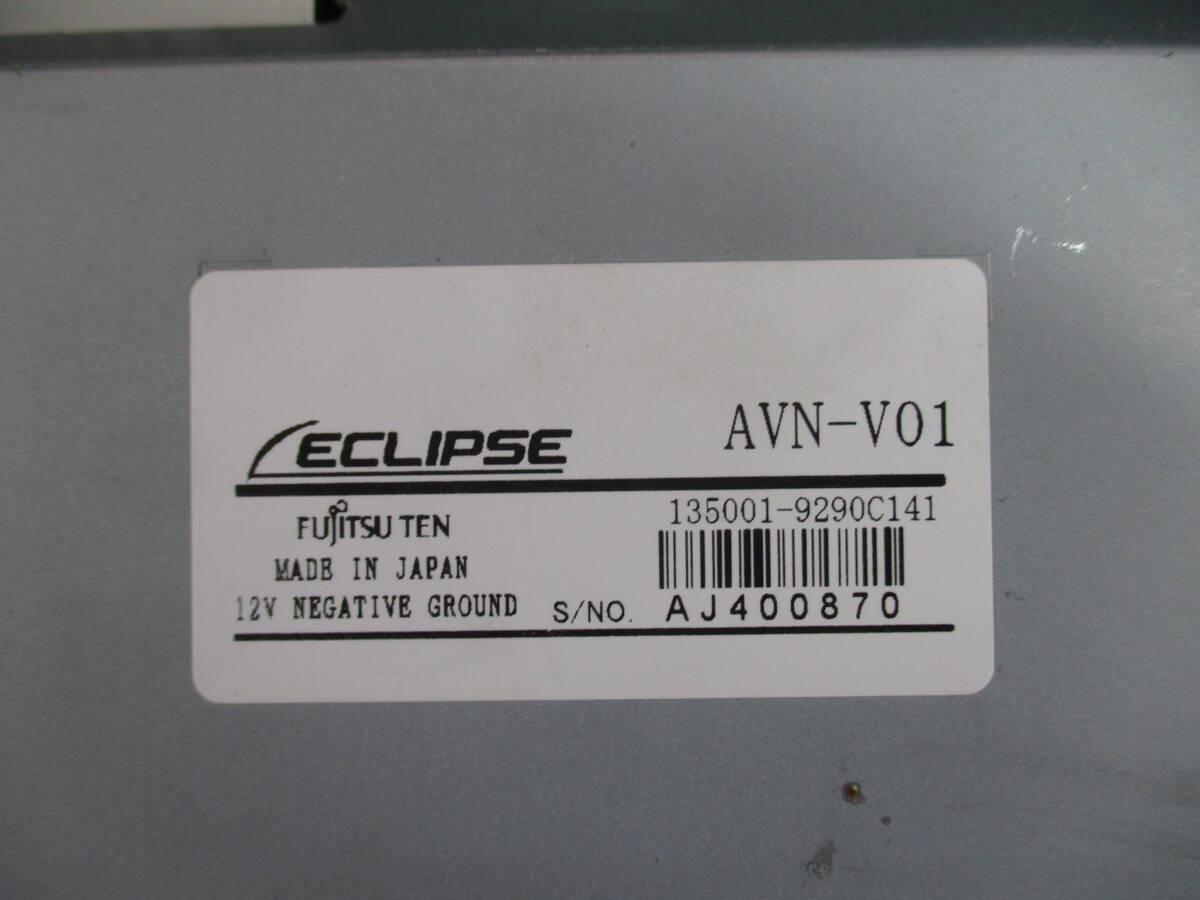 ECLIPSE AVN-V01
FUJITSU TEN 135001-9290C141
MADE IN JAPAN
12V NEGATIVE GROUND S/NO. AJ400870